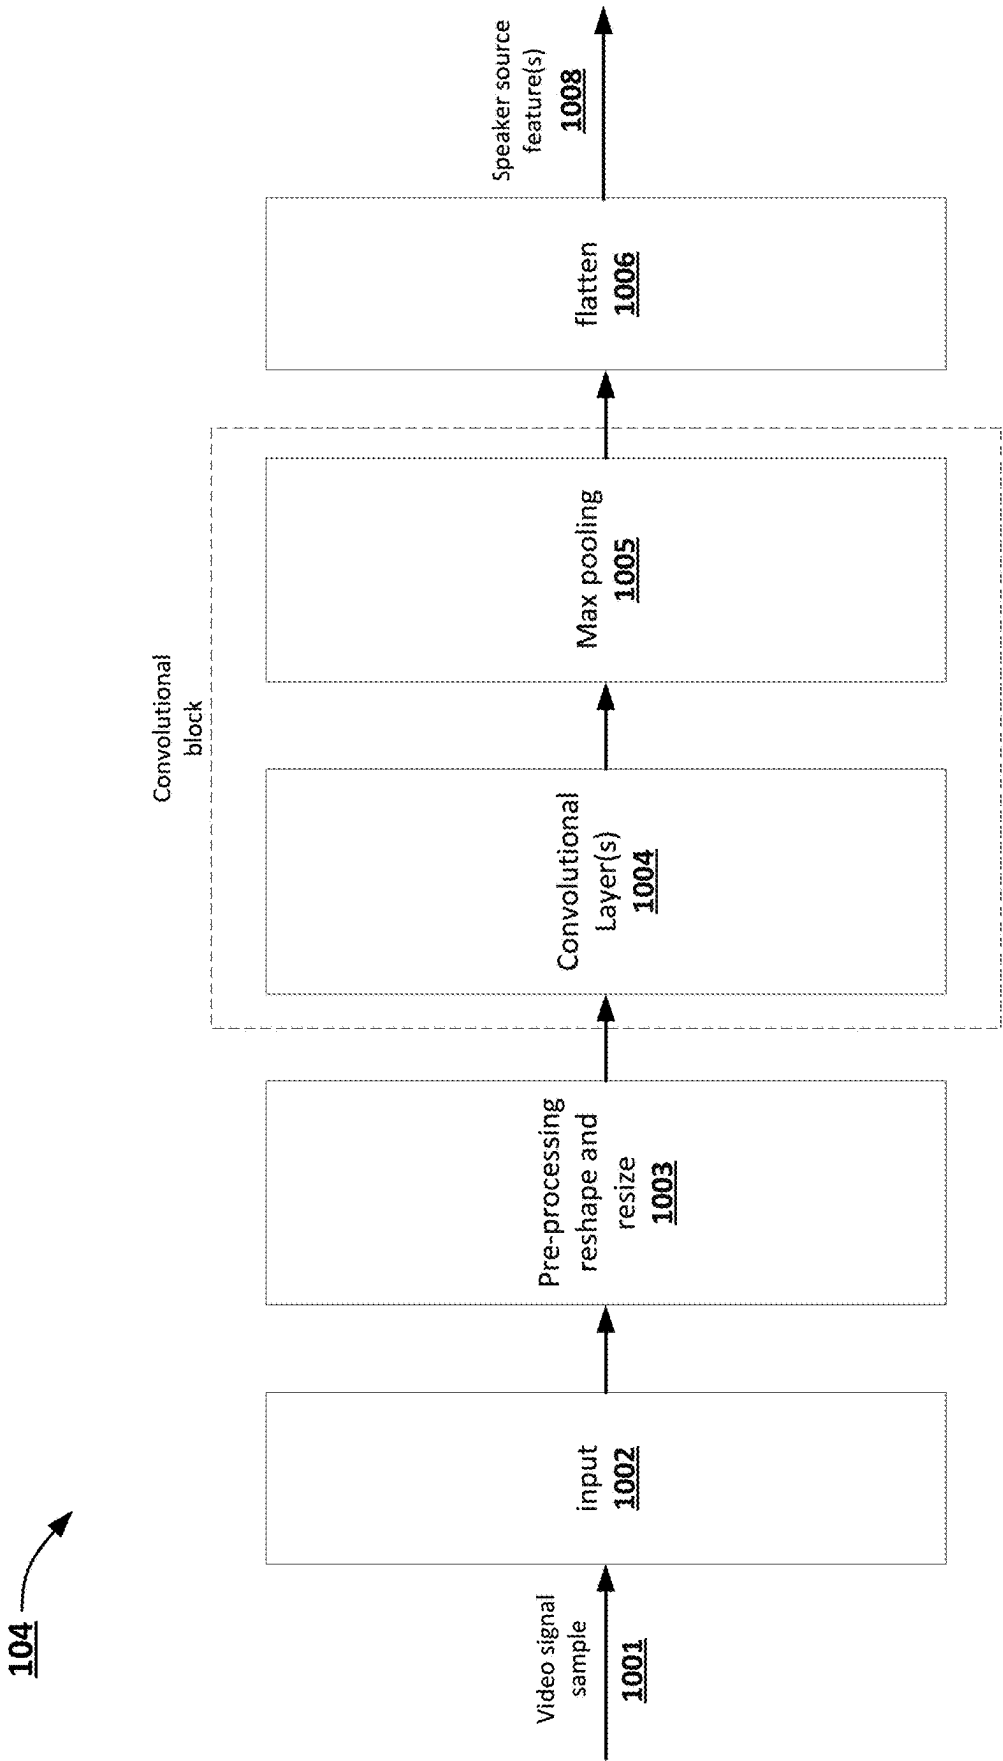 104
Video signal
sample
1001
input
1002
Pre-processing
reshape and
resize
1003
Convolutional
block
Convolutional
Layer(s)
1004
Max pooling
1005
flatten
1006
Speaker source
feature(s)
1008